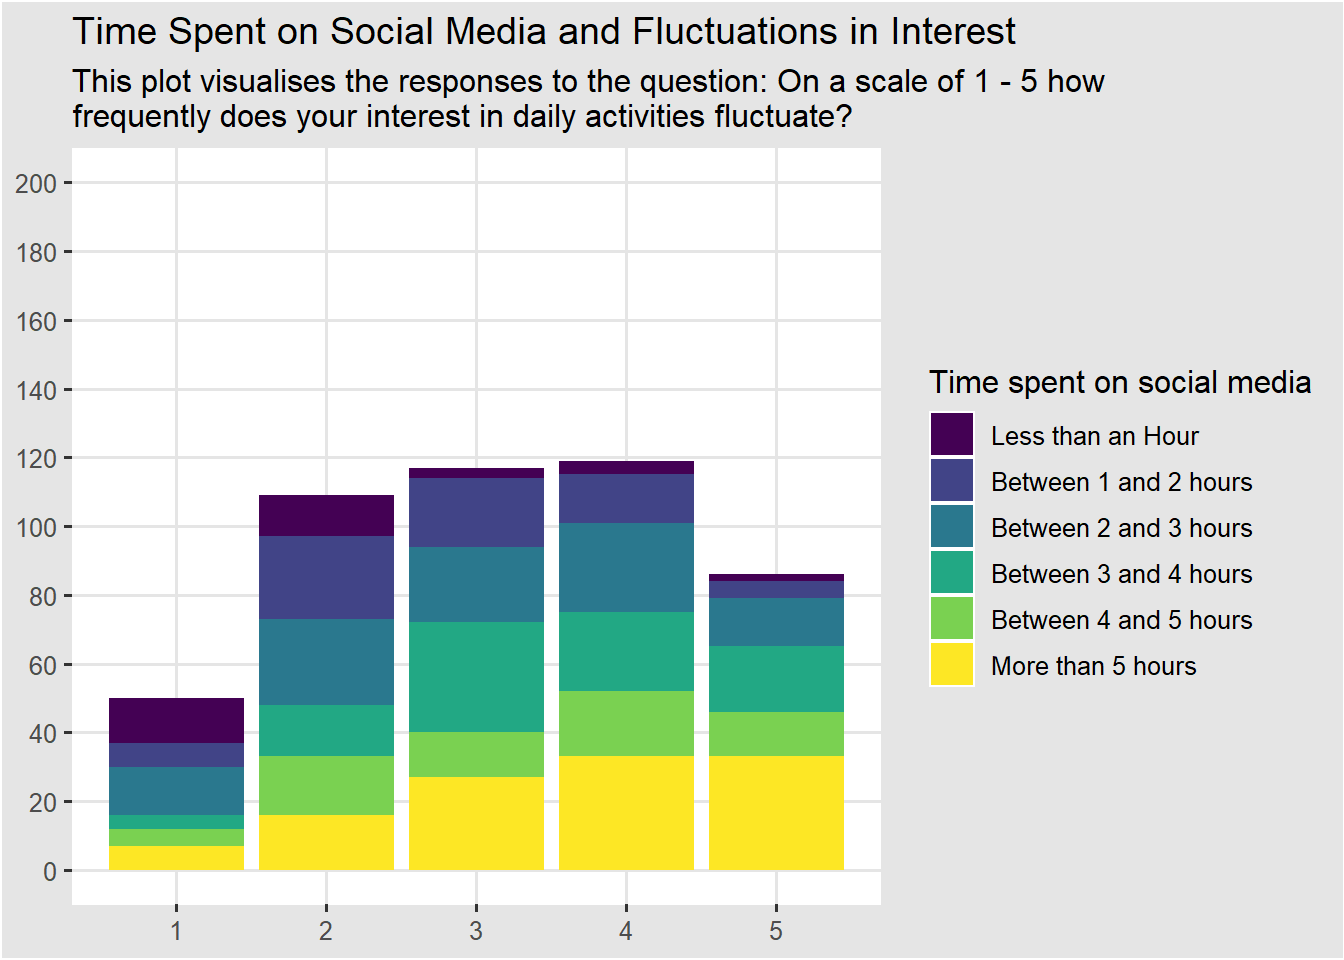 Time Spent on Social Media and Fluctuations in Interest
This plot visualises the responses to the question: On a scale of 1 - 5 how
frequently does your interest in daily activities fluctuate?
200
180
160
140
120
100
80
60
40
20
0
1 2 3 4 5
Time spent on social media
Less than an Hour
Between 1 and 2 hours
Between 2 and 3 hours
Between 3 and 4 hours
Between 4 and 5 hours
More than 5 hours